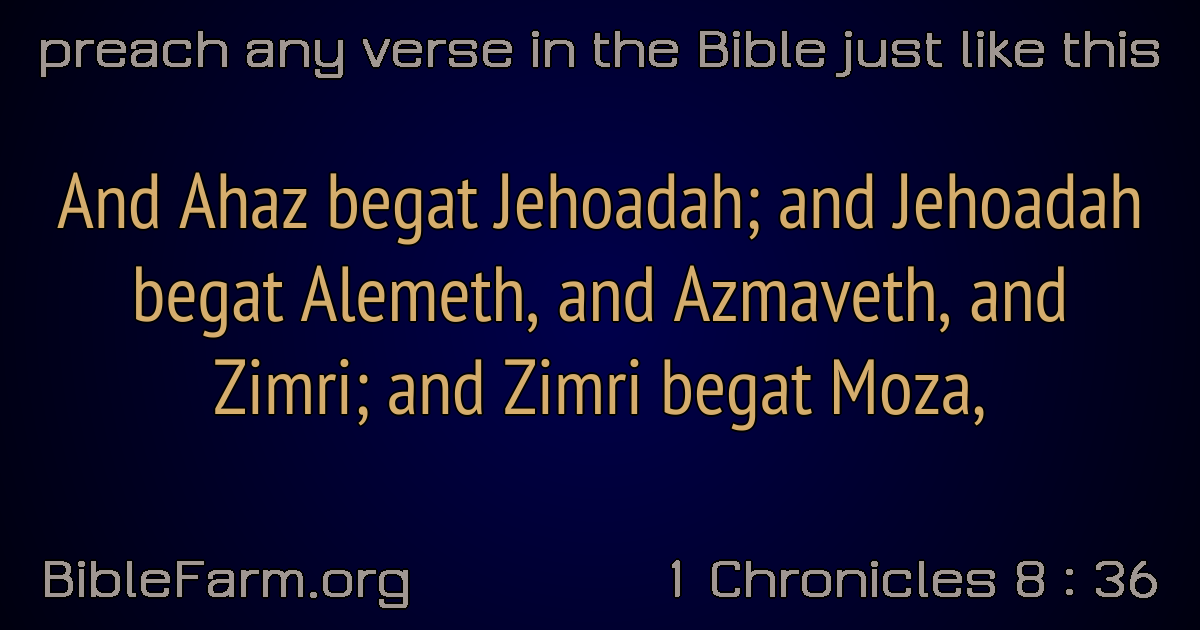 preach any verse in the Bible just like this
And Ahaz begat Jehoadah; and Jehoadah
begat Alemeth, and Azmaveth, and
Zimri; and Zimri begat Moza,
BibleFarm.org
1 Chronicles 8 : 36